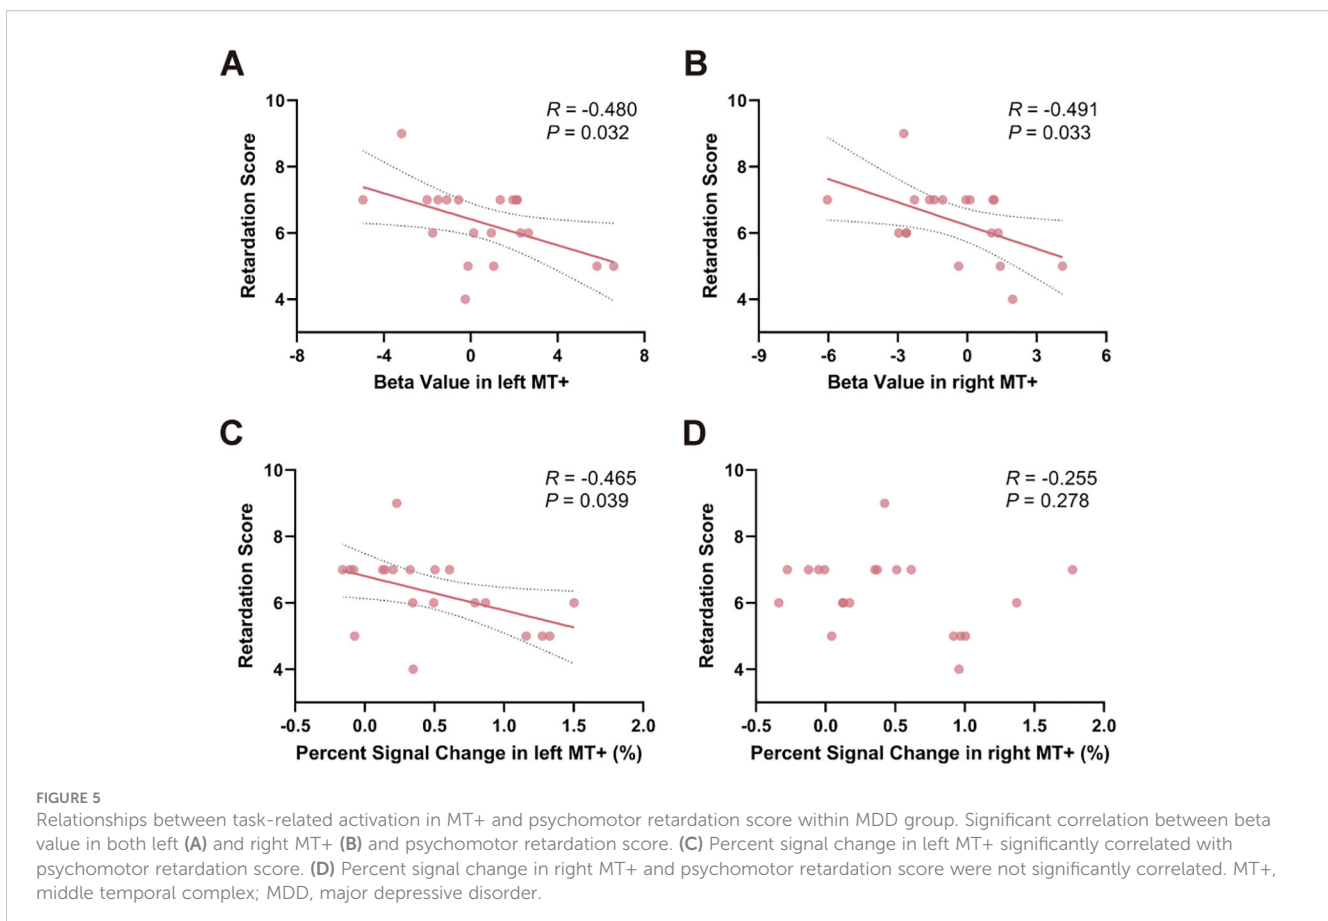 A
R = -0.480
P = 0.032
10
8
6
4
Retardation Score
-8
-4
0
4
8
Beta Value in left MT+
B
R = -0.491
P = 0.033
10
8
6
4
Retardation Score
-9
-6
-3
0
3
6
Beta Value in right MT+
C
R = -0.465
P = 0.039
10
8
6
4
Retardation Score
-0.5
0.0
0.5
1.0
1.5
2.0
Percent Signal Change in left MT+ (%)
D
R = -0.255
P = 0.278
10
8
6
4
Retardation Score
-0.5
0.0
0.5
1.0
1.5
2.0
Percent Signal Change in right MT+ (%)
FIGURE 5
Relationships between task-related activation in MT+ and psychomotor retardation score within MDD group. Significant correlation between beta
value in both left (A) and right MT+ (B) and psychomotor retardation score. (C) Percent signal change in left MT+ significantly correlated with
psychomotor retardation score. (D) Percent signal change in right MT+ and psychomotor retardation score were not significantly correlated. MT+,
middle temporal complex; MDD, major depressive disorder.